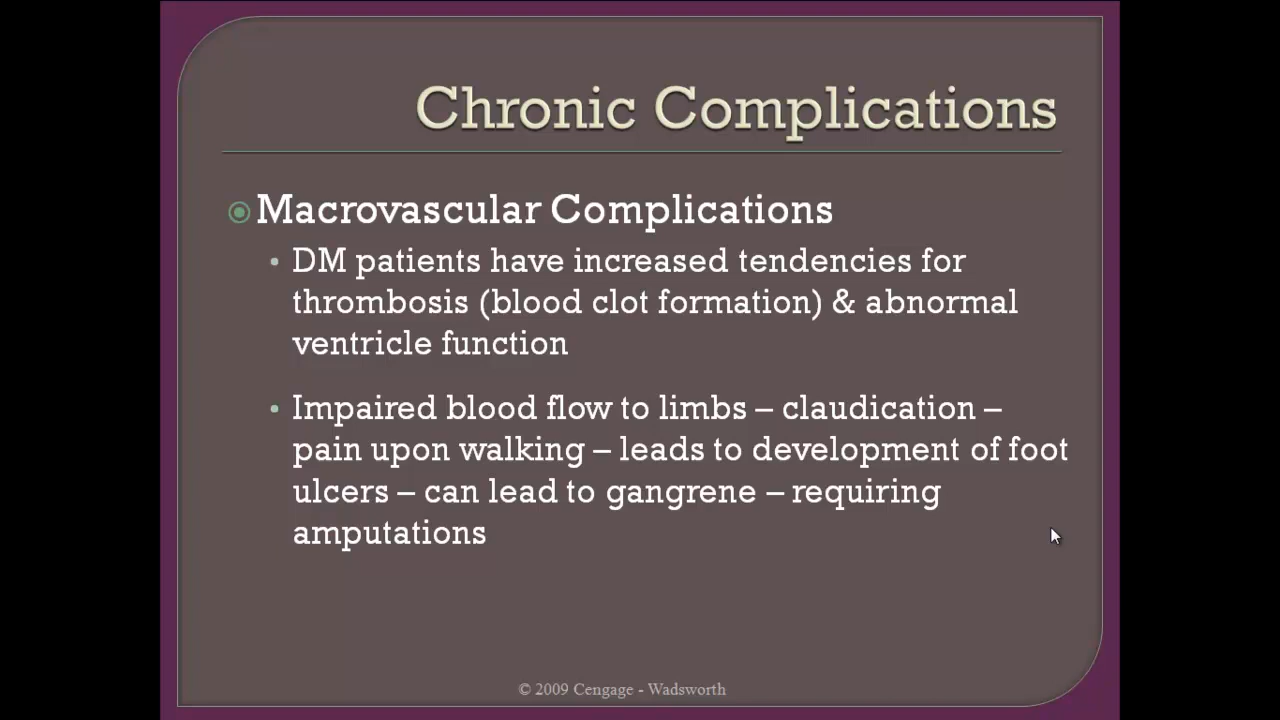 Chronic Complications
Macrovascular Complications
• DM patients have increased tendencies for
thrombosis (blood clot formation) & abnormal
ventricle function
• Impaired blood flow to limbs – claudication –
pain upon walking – leads to development of foot
ulcers – can lead to gangrene – requiring
amputations
© 2009 Cengage - Wadsworth